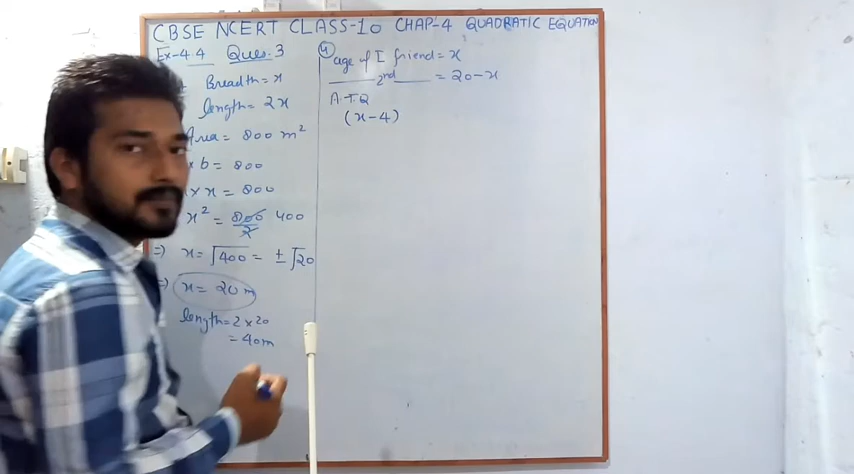 CBSE NCERT CLASS-10 CHAP-4 QUADRATIC EQUATION
Ex-4.4 Ques.3
Breadth = x
length = 2x
Area = 800 m²
x b = 800
x x = 800
x² = 800/2 400
=) x = √400 = ± √20
=) x = 20 m
length = 2 x 20
= 40m
4
age of I friend = x
2nd = 20-x
A.T.Q
(x-4)